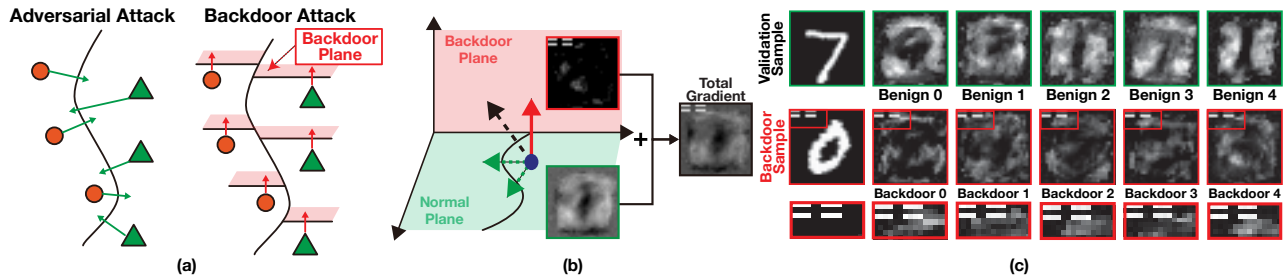 Adversarial Attack
Backdoor Attack
Backdoor
Plane
(a)
Backdoor
Plane
Normal
Plane
Total
Gradient
+
(b)
Validation
Sample
Benign 0 Benign 1 Benign 2 Benign 3 Benign 4
Backdoor
Sample
Backdoor 0 Backdoor 1 Backdoor 2 Backdoor 3 Backdoor 4
(c)